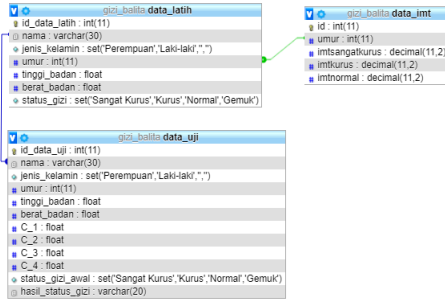 gizi_balita data_latih
id_data_latih : int(11)
nama : varchar(30)
jenis_kelamin : set('Perempuan','Laki-laki','','')
umur : int(11)
tinggi_badan : float
berat_badan : float
status_gizi : set('Sangat Kurus','Kurus','Normal','Gemuk')
gizi_balita data_imt
id : int(11)
umur : int(11)
imtsangatkurus : decimal(11,2)
imtkurus : decimal(11,2)
imtnormal : decimal(11,2)
gizi_balita data_uji
id_data_uji : int(11)
nama : varchar(30)
jenis_kelamin : set('Perempuan','Laki-laki','','')
umur : int(11)
tinggi_badan : float
berat_badan : float
C_1 : float
C_2 : float
C_3 : float
C_4 : float
status_gizi_awal : set('Sangat Kurus','Kurus','Normal','Gemuk')
hasil_status_gizi : varchar(20)